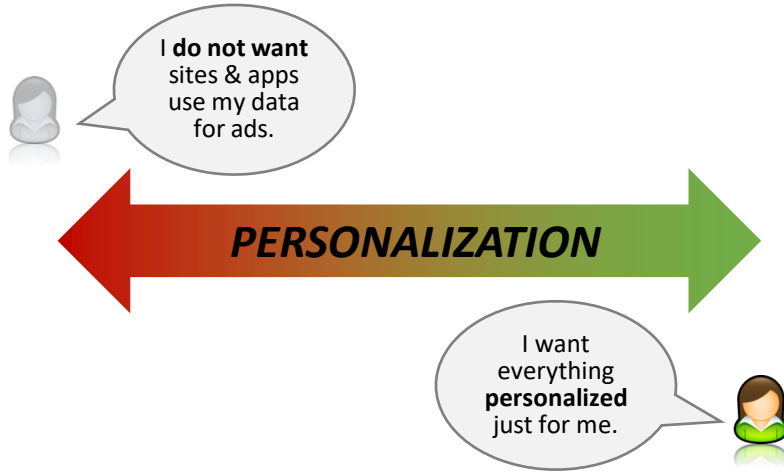 I do not want
sites & apps
use my data
for ads.
PERSONALIZATION
I want
everything
personalized
just for me.